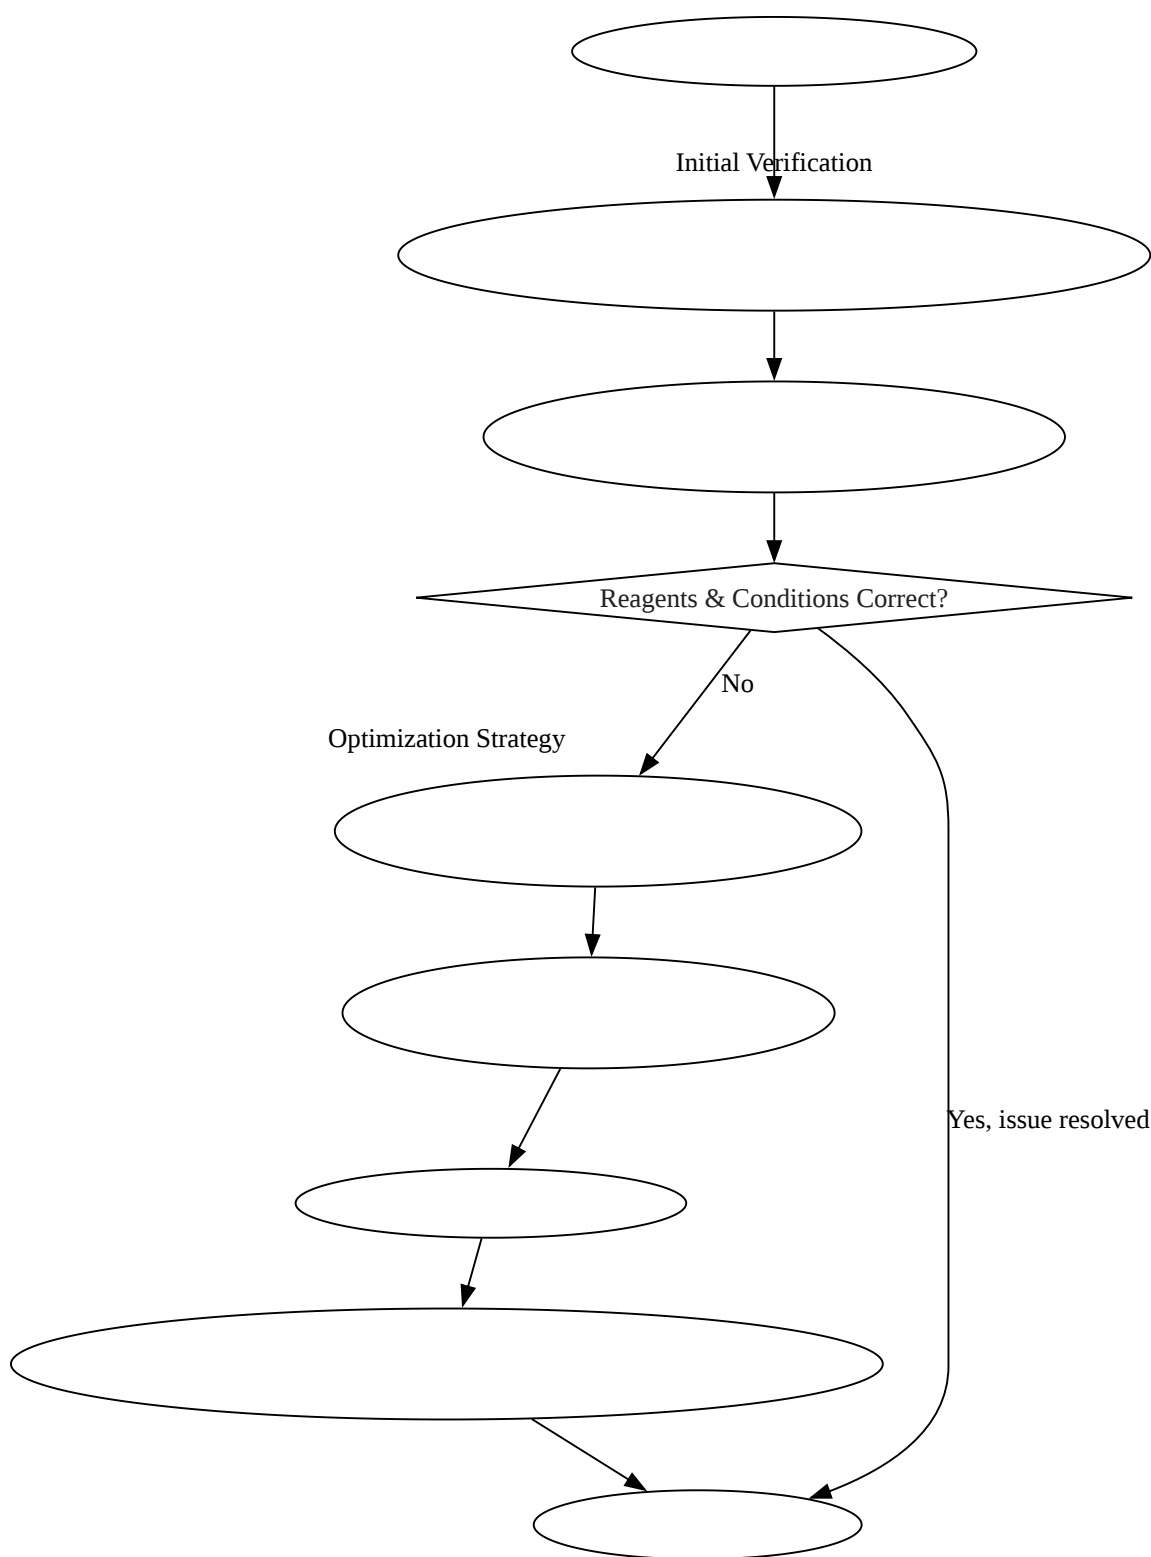 Initial Verification
Reagents & Conditions Correct?
No
Optimization Strategy
Yes, issue resolved